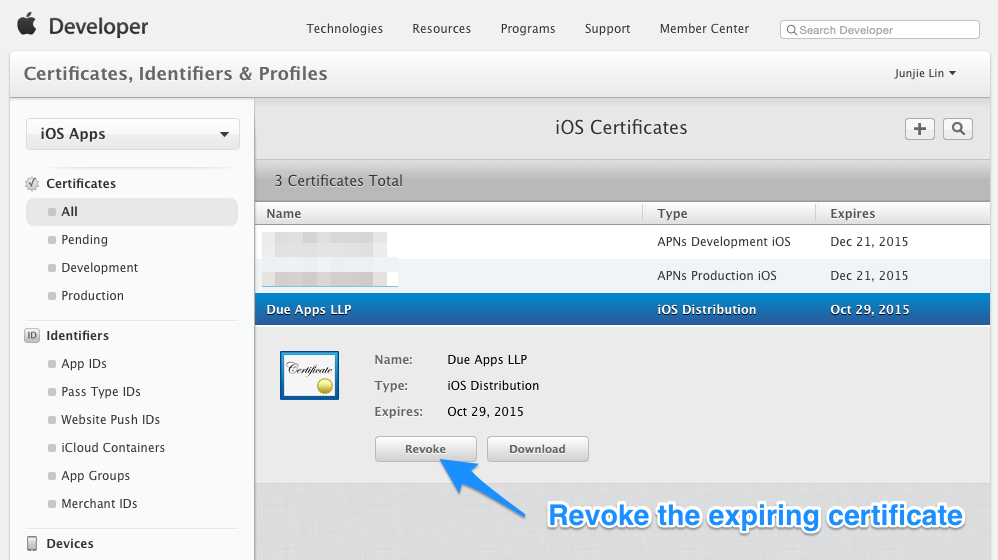 Developer
Technologies Resources Programs Support Member Center
Search Developer
Certificates, Identifiers & Profiles
Junjie Lin
iOS Apps
Certificates
All
Pending
Development
Production
ID Identifiers
App IDs
Pass Type IDs
Website Push IDs
iCloud Containers
App Groups
Merchant IDs
Devices
iOS Certificates
3 Certificates Total
Name Type Expires
APNs Development iOS Dec 21, 2015
APNs Production iOS Dec 21, 2015
Due Apps LLP iOS Distribution Oct 29, 2015
Certificate
Name: Due Apps LLP
Type: iOS Distribution
Expires: Oct 29, 2015
Revoke Download
Revoke the expiring certificate